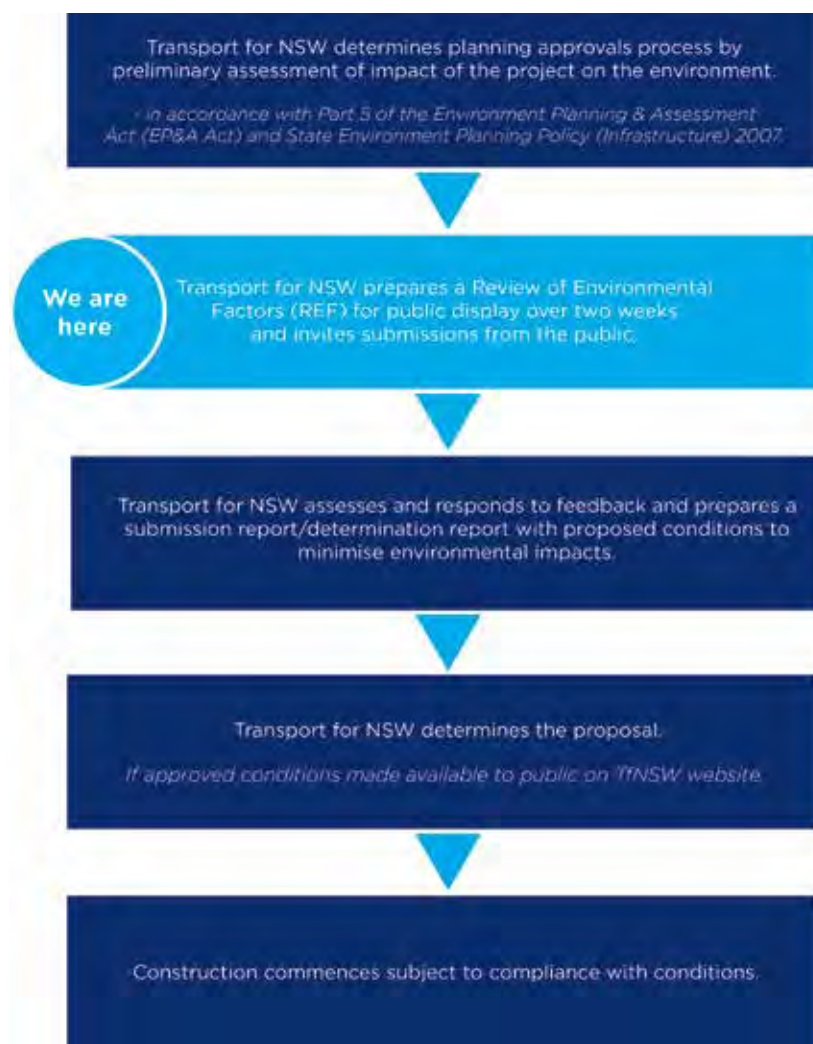 Transport for NSW determines planning approvals process by
preliminary assessment of impact of the project on the environment.
- in accordance with Part 5 of the Environment Planning & Assessment
Act (EP&A Act) and State Environment Planning Policy (Infrastructure) 2007.
We are
here
Transport for NSW prepares a Review of Environmental
Factors (REF) for public display over two weeks
and invites submissions from the public.
Transport for NSW assesses and responds to feedback and prepares a
submission report/determination report with proposed conditions to
minimise environmental impacts.
Transport for NSW determines the proposal.
If approved conditions made available to public on TfNSW website.
Construction commences subject to compliance with conditions.